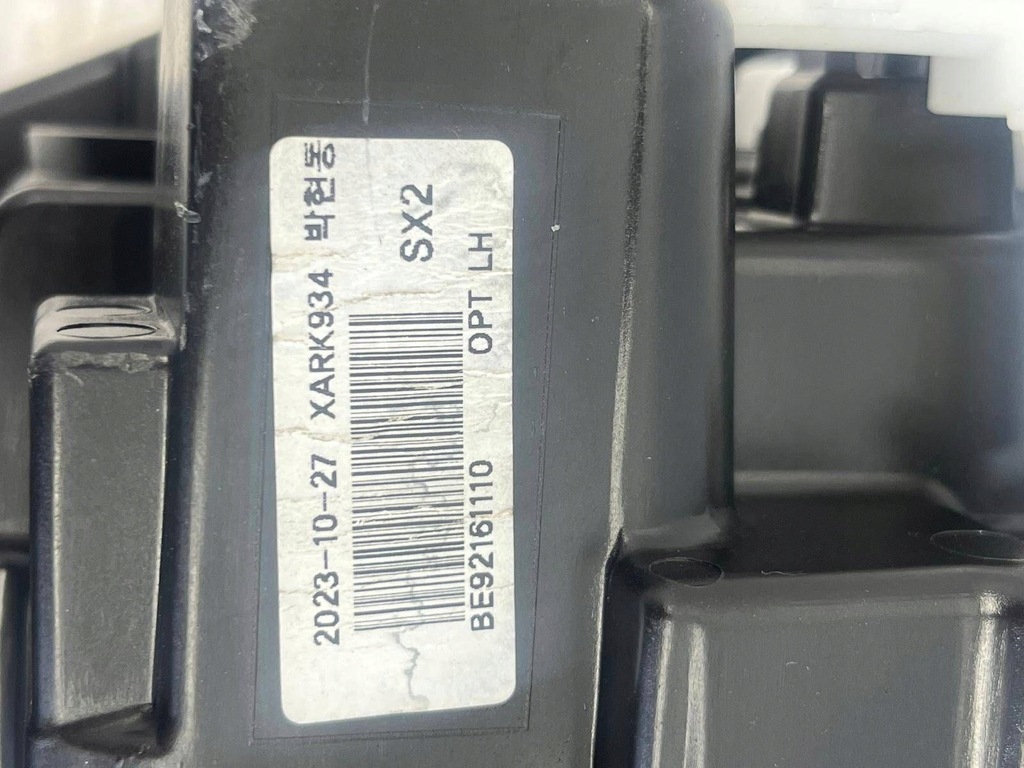 2023-10-27 XARK934 박현동
SX2
BE92161110 OPT LH